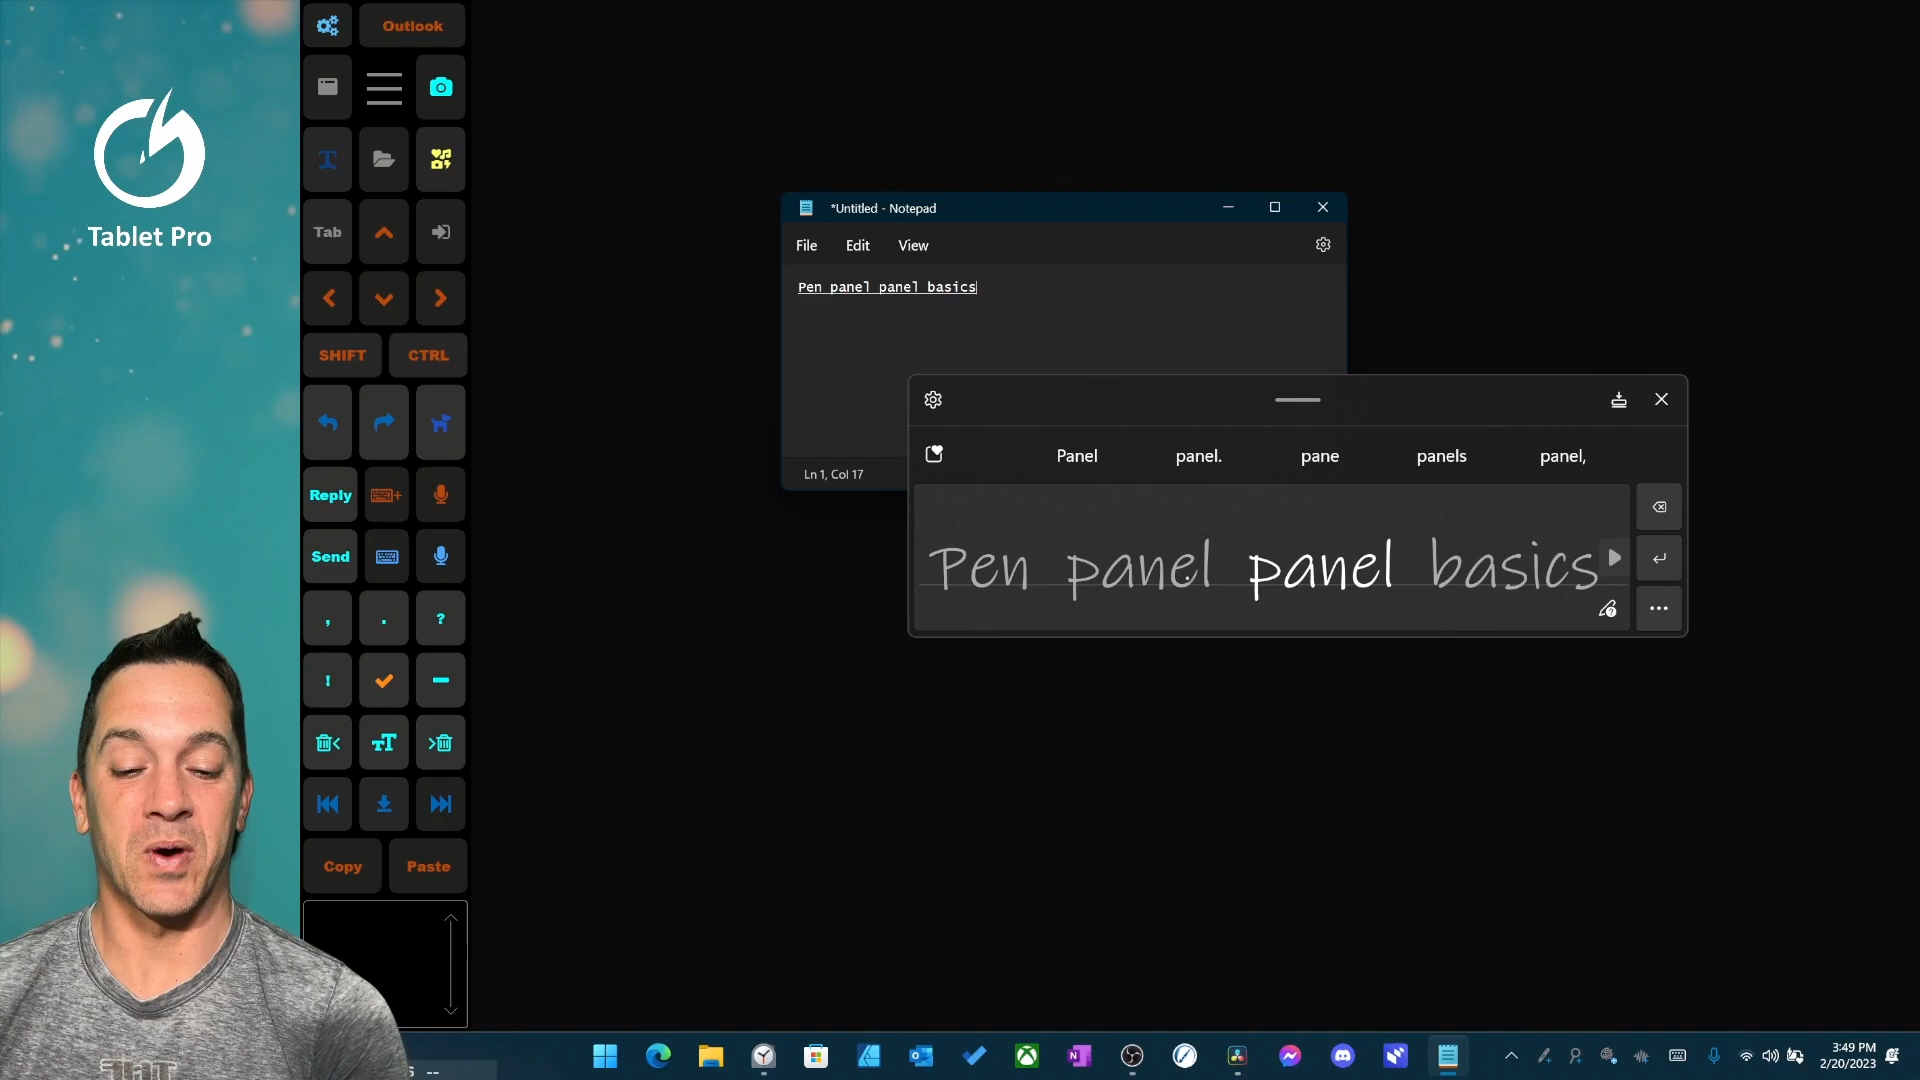 Tablet Pro
Outlook
Tab
SHIFT CTRL
Reply
Send
, . ?
!
Copy Paste
*Untitled - Notepad
File Edit View
Pen panel panel basics
Ln 1, Col 17
Panel panel. pane panels panel,
Pen panel panel basics
3:49 PM
2/20/2023